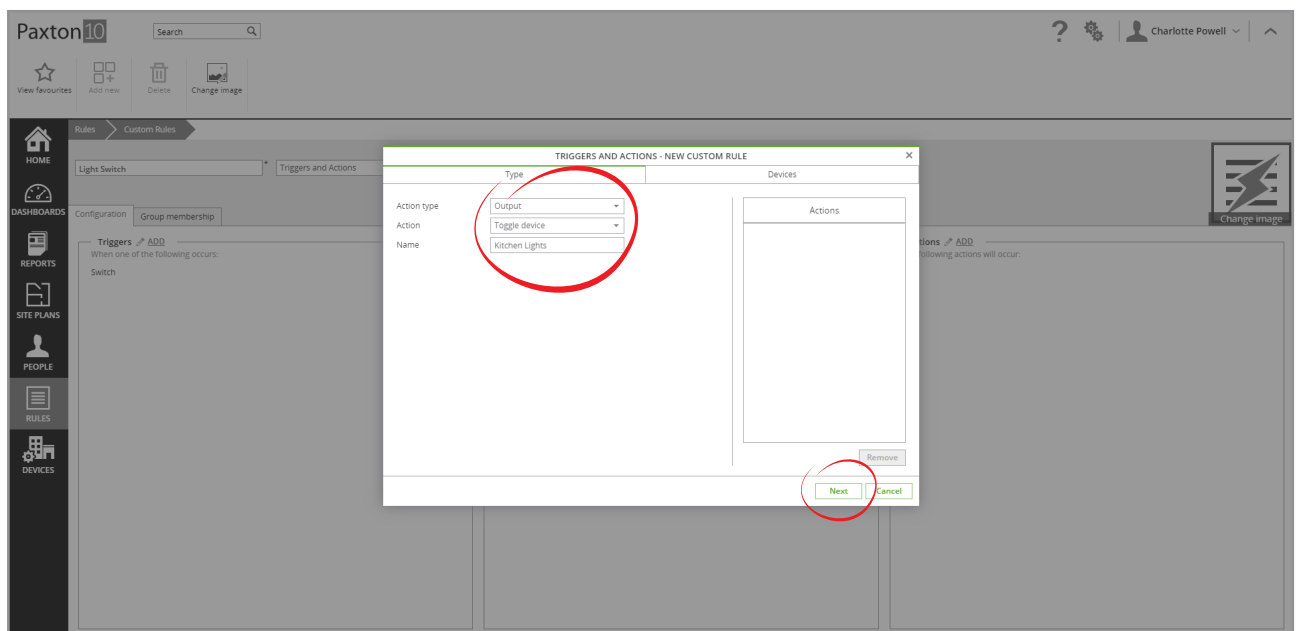 Paxton10
Search
Charlotte Powell
View favourites
Add new
Delete
Change image
HOME
DASHBOARDS
REPORTS
SITE PLANS
PEOPLE
RULES
DEVICES
Rules
Custom Rules
Light Switch
*
Triggers and Actions
Change image
Configuration
Group membership
Triggers ADD
When one of the following occurs:
Switch
tions ADD
following actions will occur:
TRIGGERS AND ACTIONS - NEW CUSTOM RULE
Type
Devices
Action type
Output
Action
Toggle device
Name
Kitchen Lights
Actions
Remove
Next
Cancel